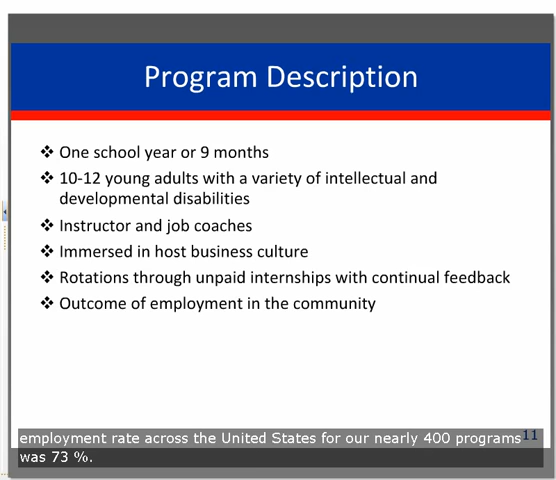 Program Description
❖ One school year or 9 months
❖ 10-12 young adults with a variety of intellectual and
developmental disabilities
❖ Instructor and job coaches
❖ Immersed in host business culture
❖ Rotations through unpaid internships with continual feedback
❖ Outcome of employment in the community
11
employment rate across the United States for our nearly 400 programs
was 73 %.